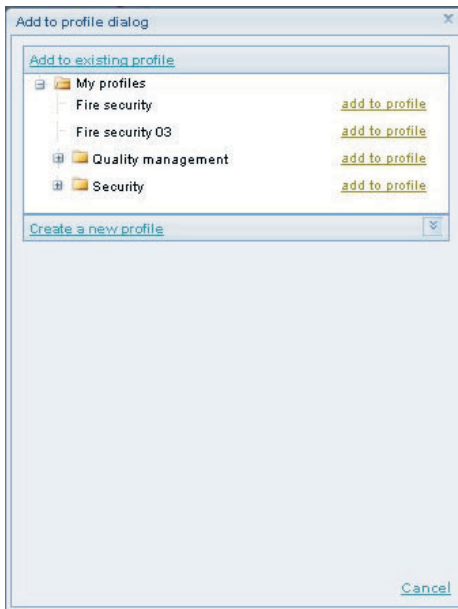 Add to profile dialog
Add to existing profile
My profiles
Fire security add to profile
Fire security 03 add to profile
Quality management add to profile
Security add to profile
Create a new profile
Cancel